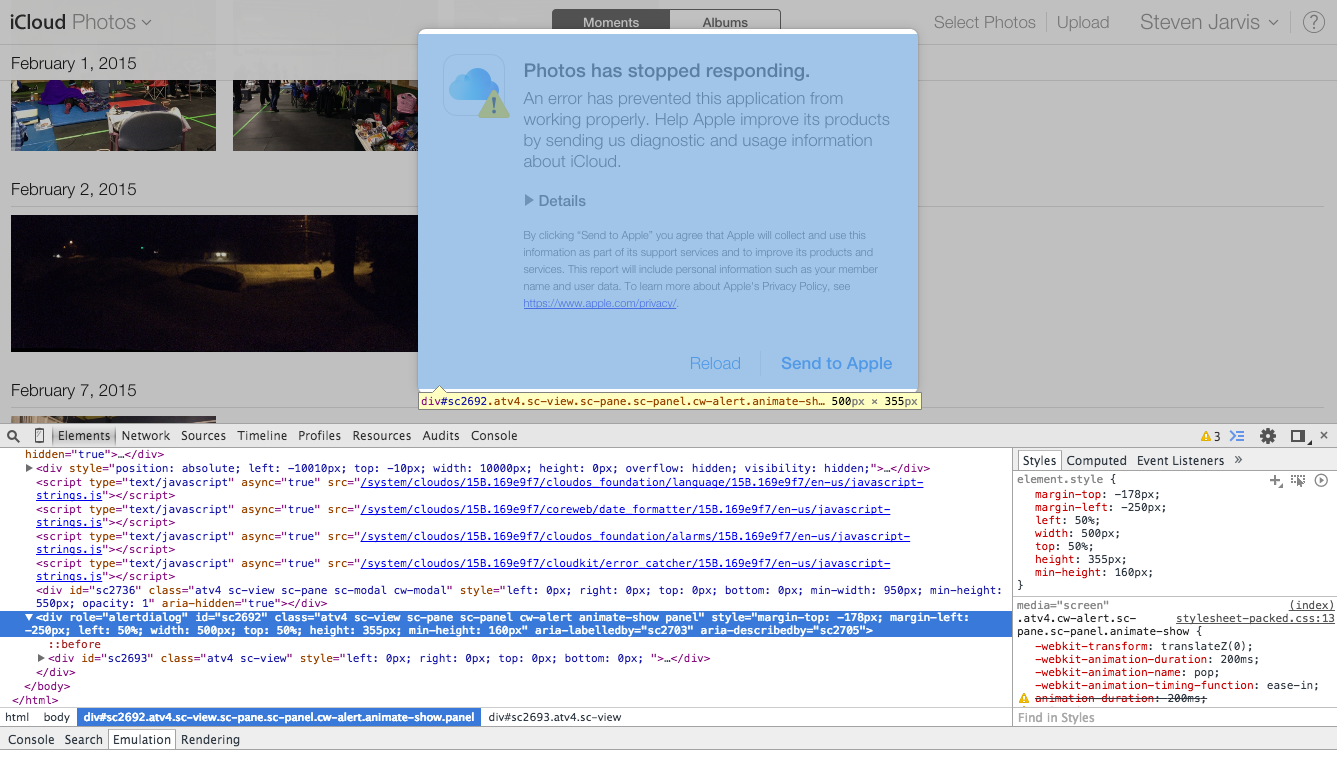 iCloud Photos
Moments
Albums
Select Photos
Upload
Steven Jarvis
?
February 1, 2015
February 2, 2015
February 7, 2015
Photos has stopped responding.
An error has prevented this application from
working properly. Help Apple improve its products
by sending us diagnostic and usage information
about iCloud.
Details
By clicking “Send to Apple” you agree that Apple will collect and use this
information as part of its support services and to improve its products and
services. This report will include personal information such as your member
name and user data. To learn more about Apple's Privacy Policy, see
https://www.apple.com/privacy/.
Reload
Send to Apple
div#sc2692.atv4.sc-view.sc-pane.sc-panel.cw-alert.animate-sh… 500px × 355px
Elements Network Sources Timeline Profiles Resources Audits Console
3
hidden="true">…</div>
<div style="position: absolute; left: -10010px; top: -10px; width: 10000px; height: 0px; overflow: hidden; visibility: hidden;">…</div>
<script type="text/javascript" async="true" src="/system/cloudos/15B.169e9f7/cloudos_foundation/language/15B.169e9f7/en-us/javascript-
strings.js"></script>
<script type="text/javascript" async="true" src="/system/cloudos/15B.169e9f7/coreweb/date_formatter/15B.169e9f7/en-us/javascript-
strings.js"></script>
<script type="text/javascript" async="true" src="/system/cloudos/15B.169e9f7/cloudos_foundation/alarms/15B.169e9f7/en-us/javascript-
strings.js"></script>
<script type="text/javascript" async="true" src="/system/cloudos/15B.169e9f7/cloudkit/error_catcher/15B.169e9f7/en-us/javascript-
strings.js"></script>
<div id="sc2736" class="atv4 sc-view sc-pane sc-modal cw-modal" style="left: 0px; right: 0px; top: 0px; bottom: 0px; min-width: 950px; min-height:
550px; opacity: 1" aria-hidden="true"></div>
<div role="alertdialog" id="sc2692" class="atv4 sc-view sc-pane sc-panel cw-alert animate-show panel" style="margin-top: -178px; margin-left:
-250px; left: 50%; width: 500px; top: 50%; height: 355px; min-height: 160px" aria-labelledby="sc2703" aria-describedby="sc2705">
::before
<div id="sc2693" class="atv4 sc-view" style="left: 0px; right: 0px; top: 0px; bottom: 0px; ">…</div>
</div>
</body>
</html>
html body div#sc2692.atv4.sc-view.sc-pane.sc-panel.cw-alert.animate-show.panel div#sc2693.atv4.sc-view
Console Search Emulation Rendering
Styles Computed Event Listeners »
element.style {
margin-top: -178px;
margin-left: -250px;
left: 50%;
width: 500px;
top: 50%;
height: 355px;
min-height: 160px;
}
media="screen" (index)
.atv4.cw-alert.sc- stylesheet-packed.css:13
pane.sc-panel.animate-show {
-webkit-transform: translateZ(0);
-webkit-animation-duration: 200ms;
-webkit-animation-name: pop;
-webkit-animation-timing-function: ease-in;
animation-duration: 200ms;
Find in Styles